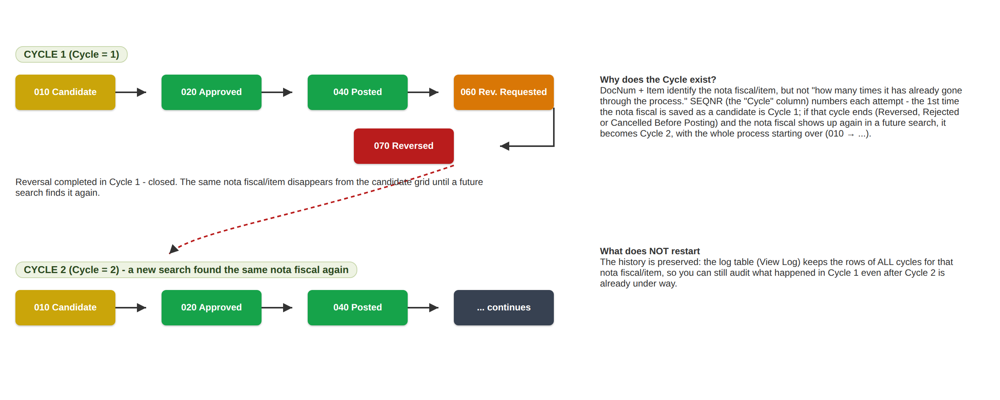 CYCLE 1 (Cycle = 1)
010 Candidate
020 Approved
040 Posted
060 Rev. Requested
070 Reversed
Reversal completed in Cycle 1 - closed. The same nota fiscal/item disappears from the candidate grid until a future
search finds it again.
CYCLE 2 (Cycle = 2) - a new search found the same nota fiscal again
010 Candidate
020 Approved
040 Posted
... continues
Why does the Cycle exist?
DocNum + Item identify the nota fiscal/item, but not "how many times it has already gone
through the process." SEQNR (the "Cycle" column) numbers each attempt - the 1st time
the nota fiscal is saved as a candidate is Cycle 1; if that cycle ends (Reversed, Rejected
or Cancelled Before Posting) and the nota fiscal shows up again in a future search, it
becomes Cycle 2, with the whole process starting over (010 → ...).
What does NOT restart
The history is preserved: the log table (View Log) keeps the rows of ALL cycles for that
nota fiscal/item, so you can still audit what happened in Cycle 1 even after Cycle 2 is
already under way.